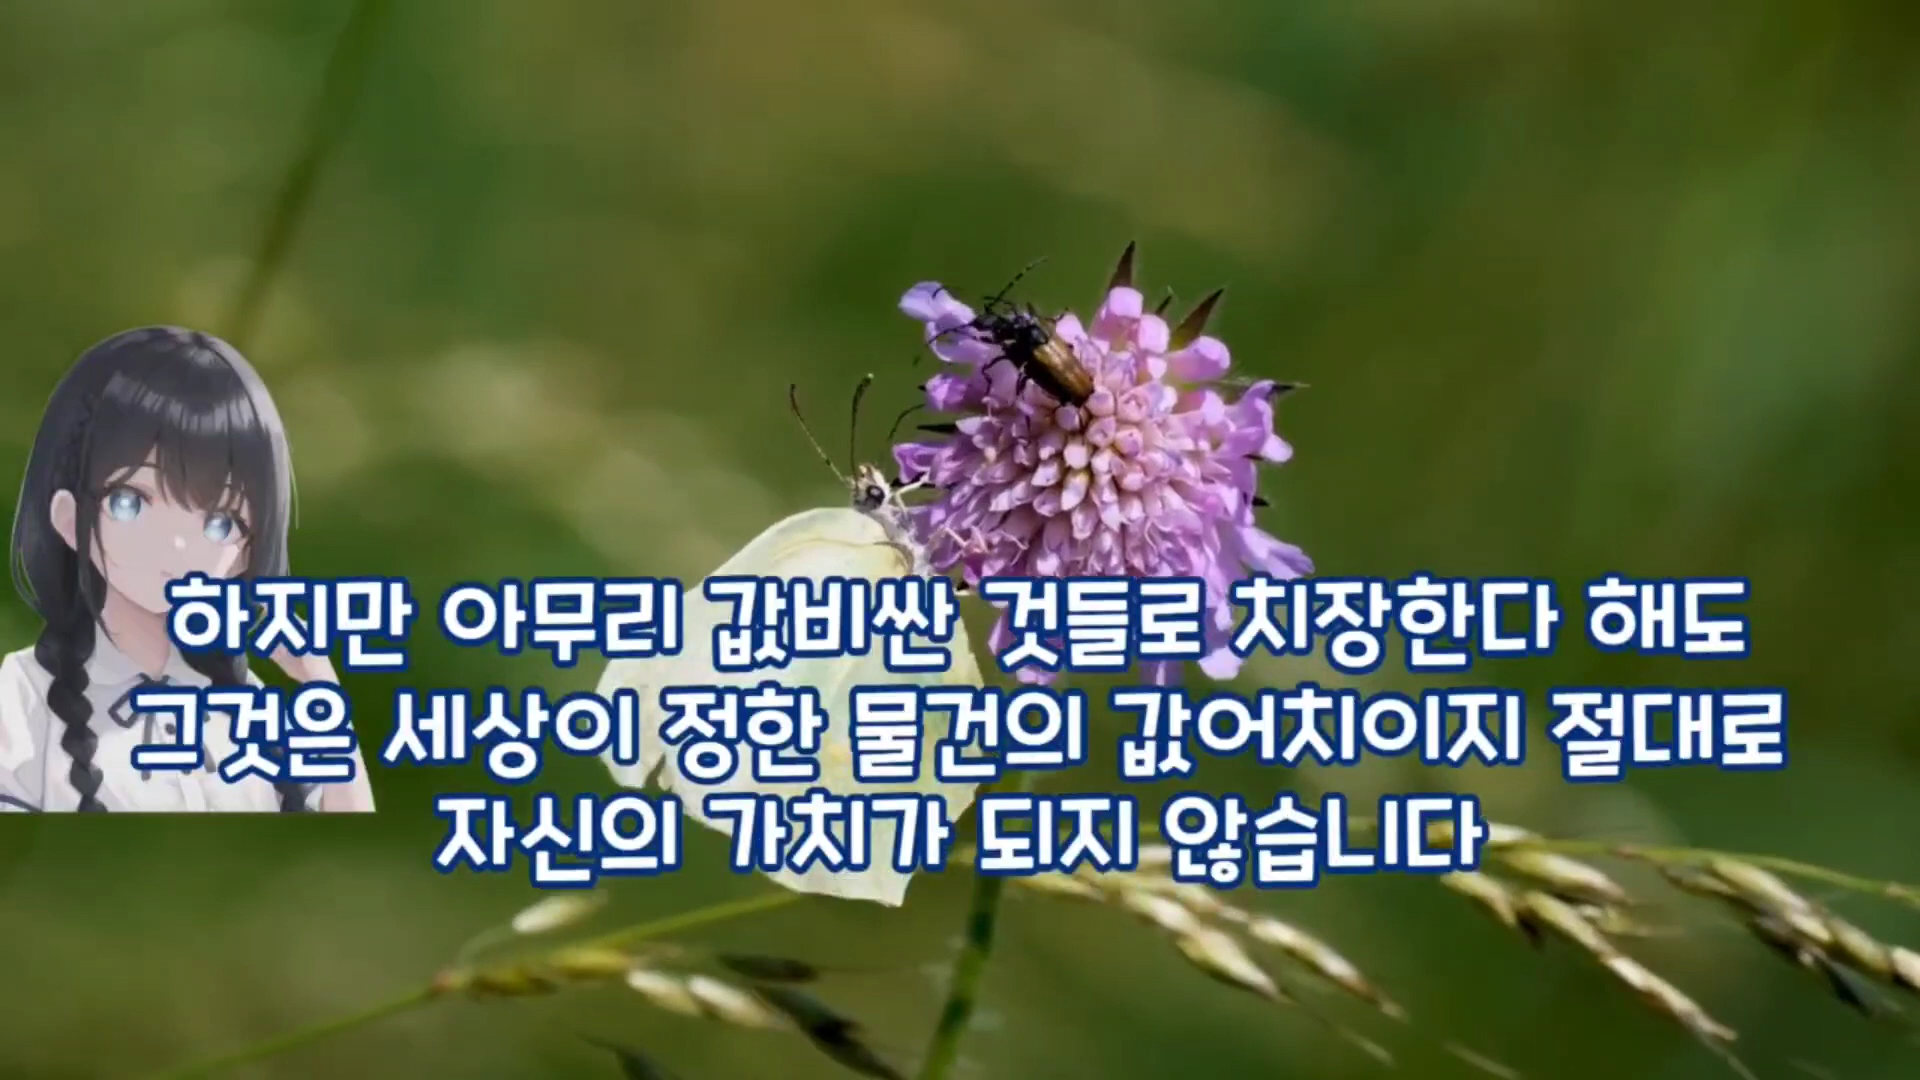 하지만 아무리 값비싼 것들로 치장한다 해도
그것은 세상이 정한 물건의 값어치이지 절대로
자신의 가치가 되지 않습니다